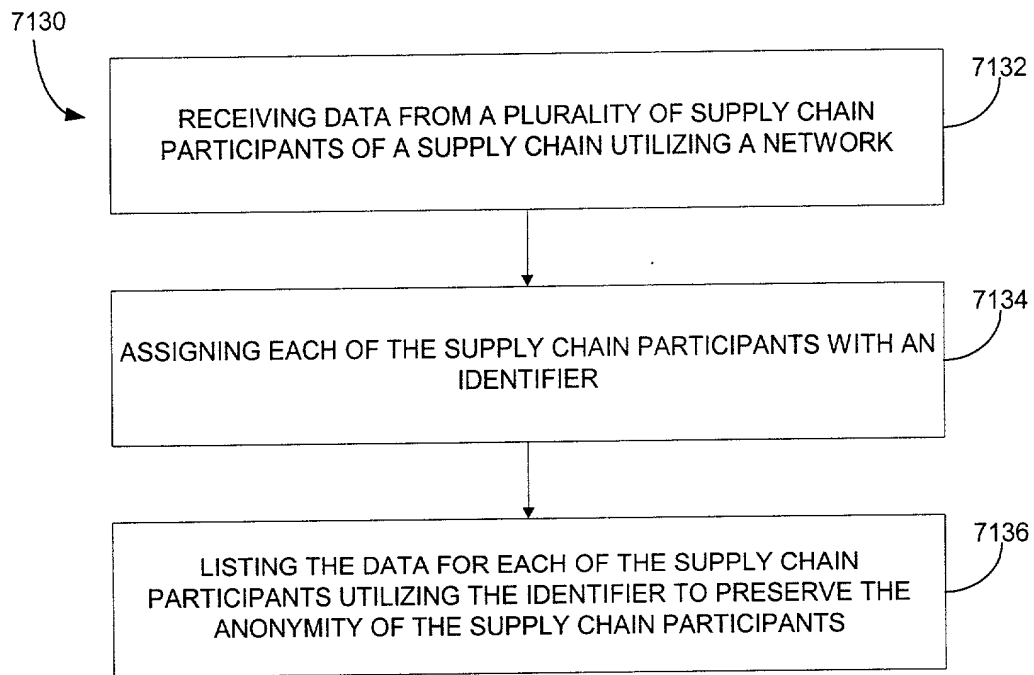 7130
7132
RECEIVING DATA FROM A PLURALITY OF SUPPLY CHAIN
PARTICIPANTS OF A SUPPLY CHAIN UTILIZING A NETWORK
7134
ASSIGNING EACH OF THE SUPPLY CHAIN PARTICIPANTS WITH AN
IDENTIFIER
7136
LISTING THE DATA FOR EACH OF THE SUPPLY CHAIN
PARTICIPANTS UTILIZING THE IDENTIFIER TO PRESERVE THE
ANONYMITY OF THE SUPPLY CHAIN PARTICIPANTS